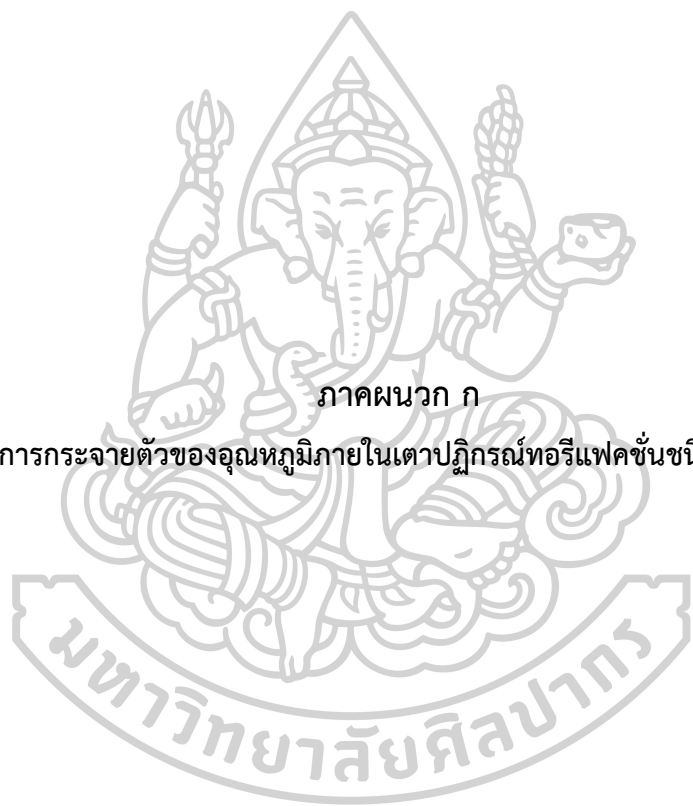 ภาคผนวก ก
การกระจายตัวของอุณหภูมิภายในเตาปฏิกรณ์ทอรีแฟคชั่นชนิ
มหาวิทยาลัยศิลปากร